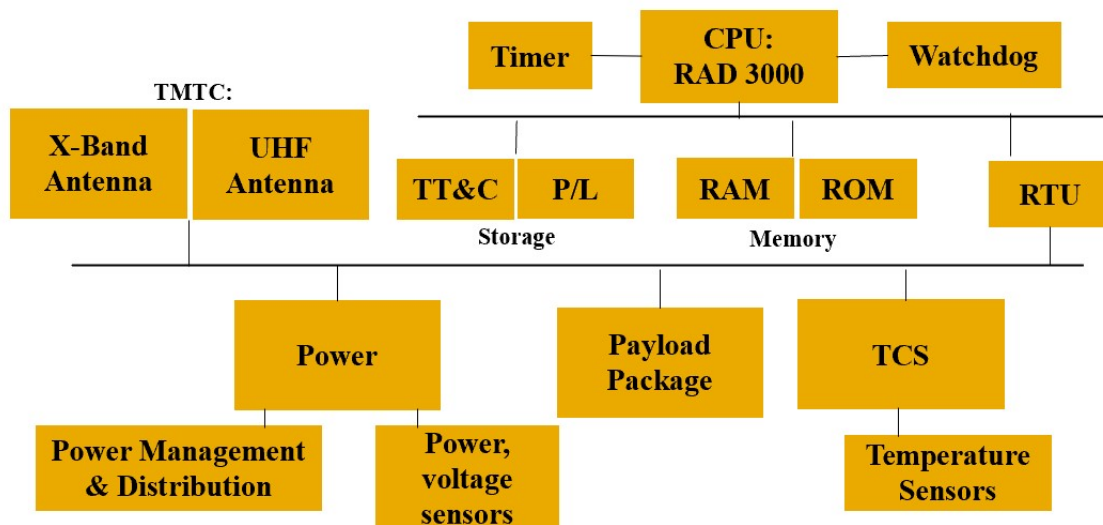 Timer
CPU:
RAD 3000
Watchdog
TMTC:
X-Band
Antenna
UHF
Antenna
TT&C
P/L
RAM
ROM
RTU
Storage
Memory
Power
Payload
Package
TCS
Power Management
& Distribution
Power,
voltage
sensors
Temperature
Sensors